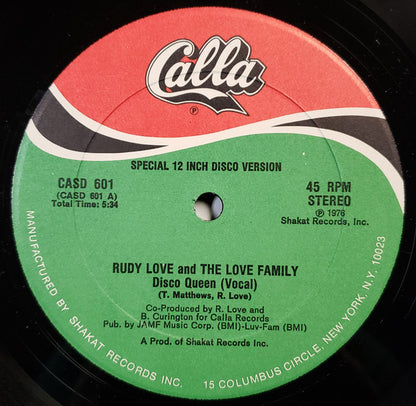 Calla
℗
SPECIAL 12 INCH DISCO VERSION
CASD 601
(CASD 601 A)
Total Time: 5:34
45 RPM
STEREO
℗ 1976
Shakat Records, Inc.
RUDY LOVE and THE LOVE FAMILY
Disco Queen (Vocal)
(T. Matthews, R. Love)
Co-Produced by R. Love and
B. Curington for Calla Records
Pub. by JAMF Music Corp. (BMI)-Luv-Fam (BMI)
A Prod. of Shakat Records Inc.
MANUFACTURED BY SHAKAT RECORDS INC. 15 COLUMBUS CIRCLE, NEW YORK, N.Y. 10023